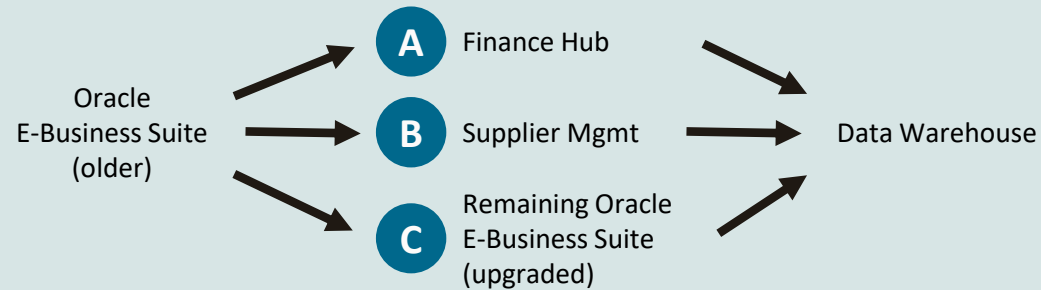 Oracle
E-Business Suite
(older)
A
Finance Hub
B
Supplier Mgmt
C
Remaining Oracle
E-Business Suite
(upgraded)
Data Warehouse